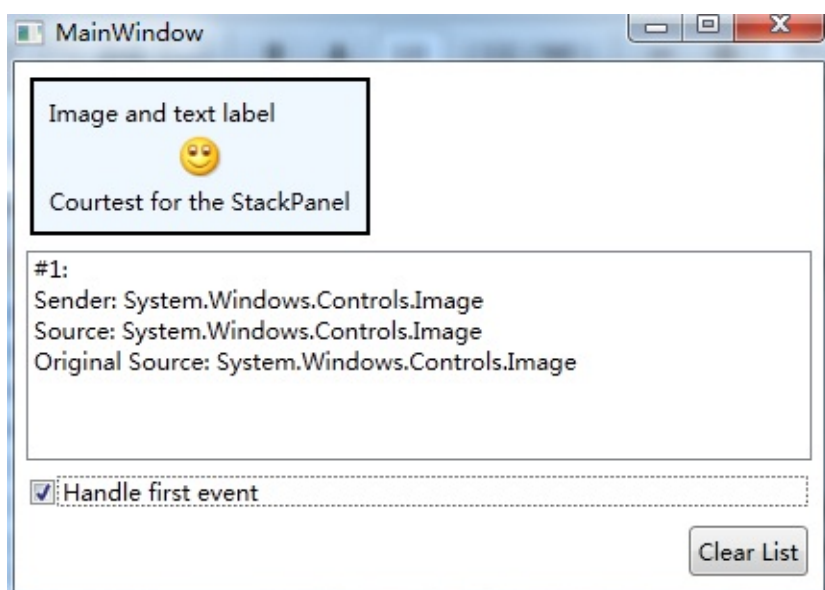 MainWindow
Image and text label
Courtest for the StackPanel
#1:
Sender: System.Windows.Controls.Image
Source: System.Windows.Controls.Image
Original Source: System.Windows.Controls.Image
Handle first event
Clear List